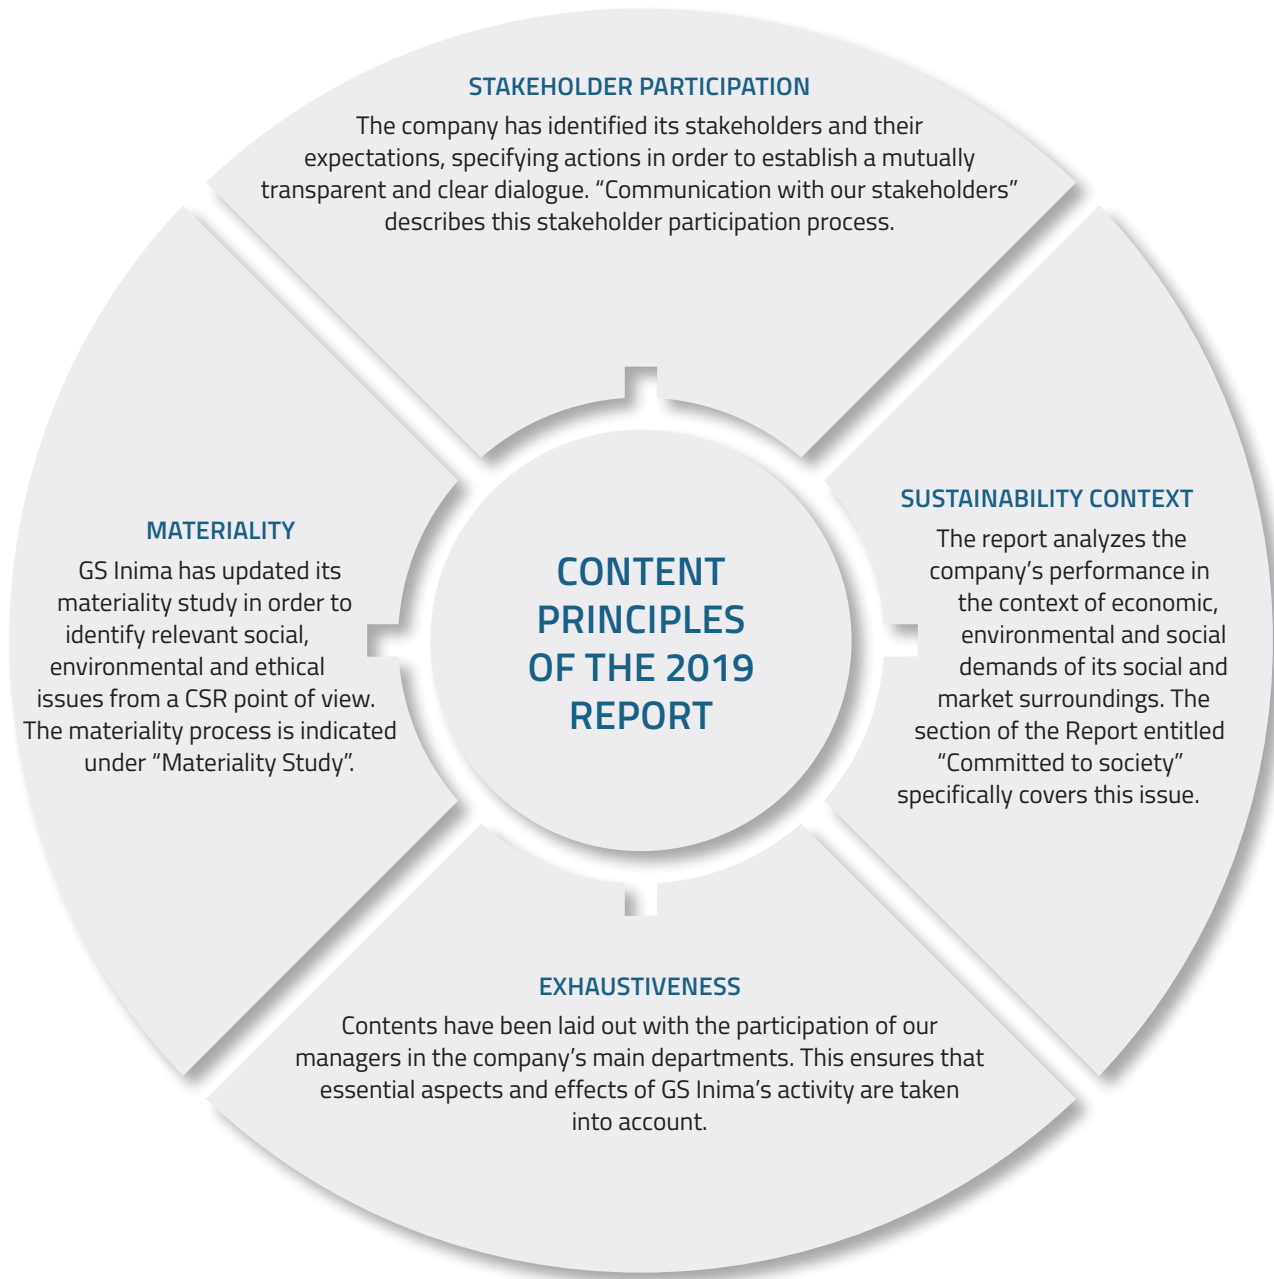 STAKEHOLDER PARTICIPATION
The company has identified its stakeholders and their
expectations, specifying actions in order to establish a mutually
transparent and clear dialogue. “Communication with our stakeholders”
describes this stakeholder participation process.
MATERIALITY
GS Inima has updated its
materiality study in order to
identify relevant social,
environmental and ethical
issues from a CSR point of view.
The materiality process is indicated
under “Materiality Study”.
CONTENT
PRINCIPLES
OF THE 2019
REPORT
SUSTAINABILITY CONTEXT
The report analyzes the
company’s performance in
the context of economic,
environmental and social
demands of its social and
market surroundings. The
section of the Report entitled
“Committed to society”
specifically covers this issue.
EXHAUSTIVENESS
Contents have been laid out with the participation of our
managers in the company’s main departments. This ensures that
essential aspects and effects of GS Inima’s activity are taken
into account.